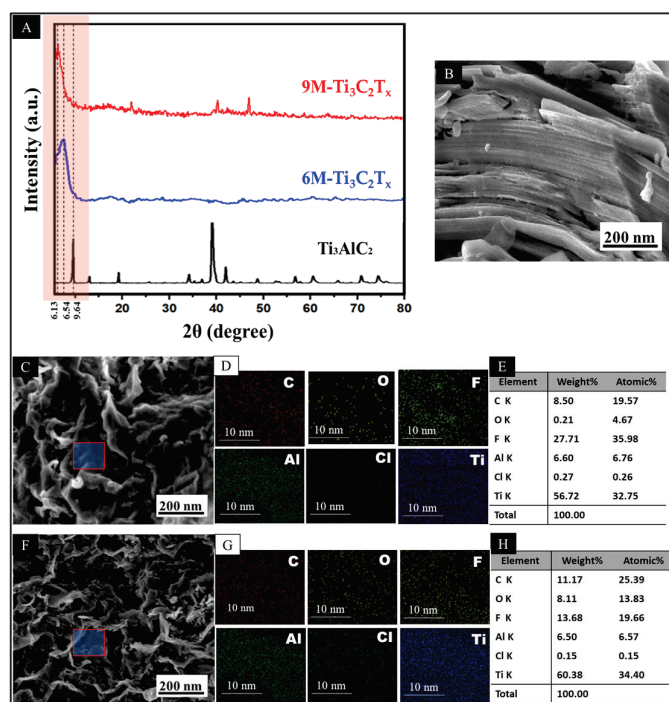 A
Intensity (a.u.)
9M-Ti₃C₂Tₓ
6M-Ti₃C₂Tₓ
Ti₃AlC₂
6.13
6.54
9.64
20 30 40 50 60 70 80
2θ (degree)
B
200 nm
C
200 nm
D
C O F
10 nm 10 nm 10 nm
Al Cl Ti
10 nm 10 nm 10 nm
E
Element Weight% Atomic%
C K 8.50 19.57
O K 0.21 4.67
F K 27.71 35.98
Al K 6.60 6.76
Cl K 0.27 0.26
Ti K 56.72 32.75
Total 100.00
F
200 nm
G
C O F
10 nm 10 nm 10 nm
Al Cl Ti
10 nm 10 nm 10 nm
H
Element Weight% Atomic%
C K 11.17 25.39
O K 8.11 13.83
F K 13.68 19.66
Al K 6.50 6.57
Cl K 0.15 0.15
Ti K 60.38 34.40
Total 100.00